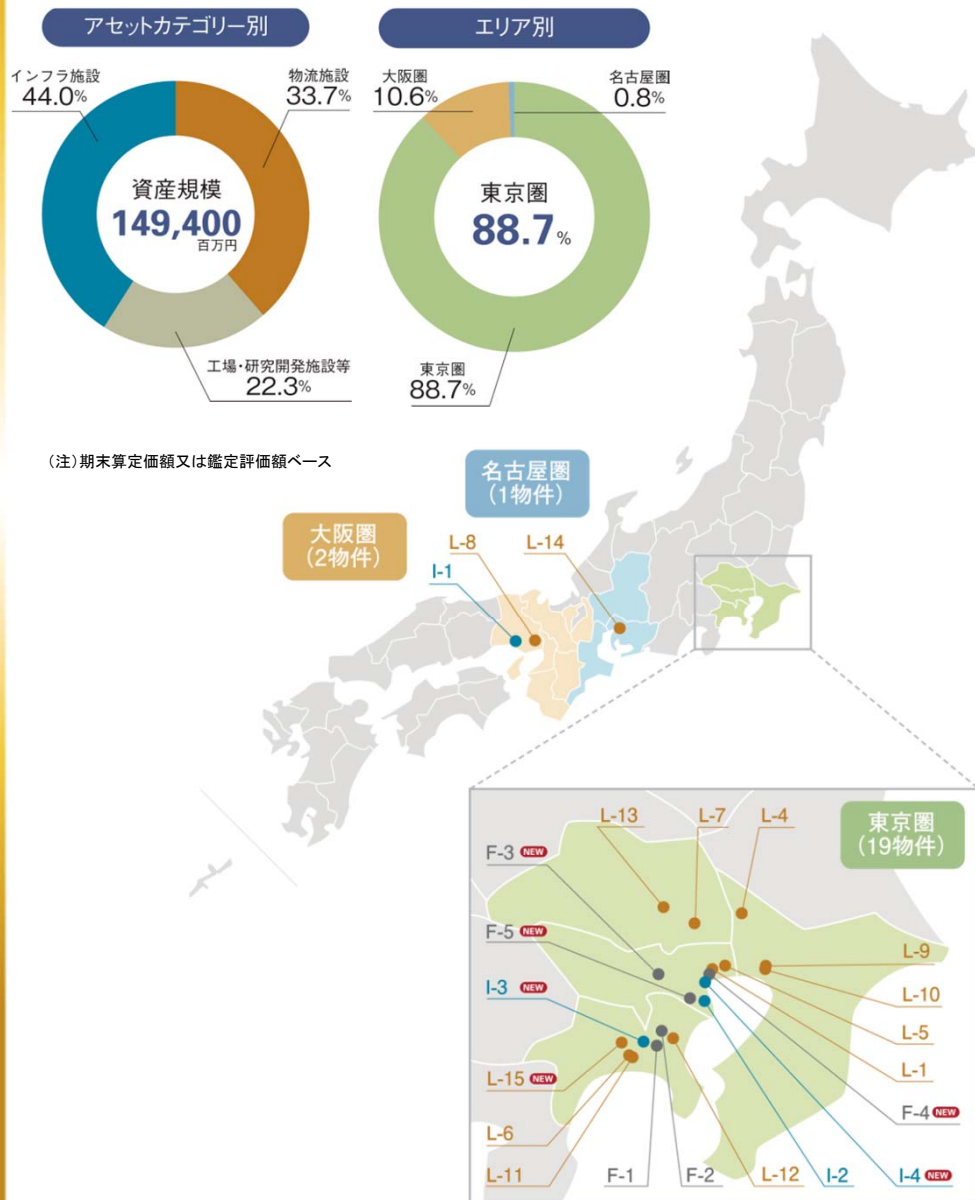 アセットカテゴリー別
エリア別
インフラ施設
44.0%
物流施設
33.7%
資産規模
149,400
百万円
工場・研究開発施設等
22.3%
大阪圏
10.6%
名古屋圏
0.8%
東京圏
88.7%
東京圏
88.7%
(注)期末算定価額又は鑑定評価額ベース
名古屋圏
(1物件)
大阪圏
(2物件)
L-8
L-14
I-1
東京圏
(19物件)
L-13
L-7
L-4
F-3 NEW
F-5 NEW
I-3 NEW
L-15 NEW
L-6
L-11
F-1
F-2
L-12
I-2
I-4 NEW
L-9
L-10
L-5
L-1
F-4 NEW